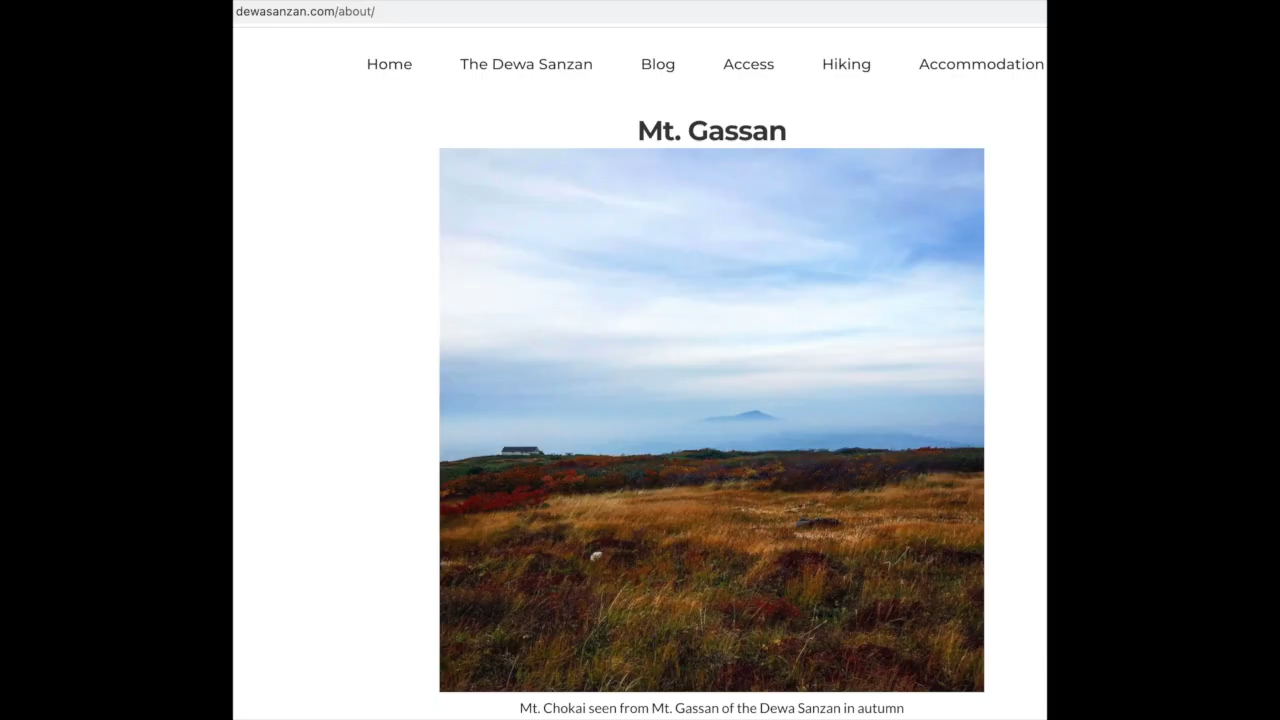 dewasanzan.com/about/
Home The Dewa Sanzan Blog Access Hiking Accommodation
Mt. Gassan
Mt. Chokai seen from Mt. Gassan of the Dewa Sanzan in autumn